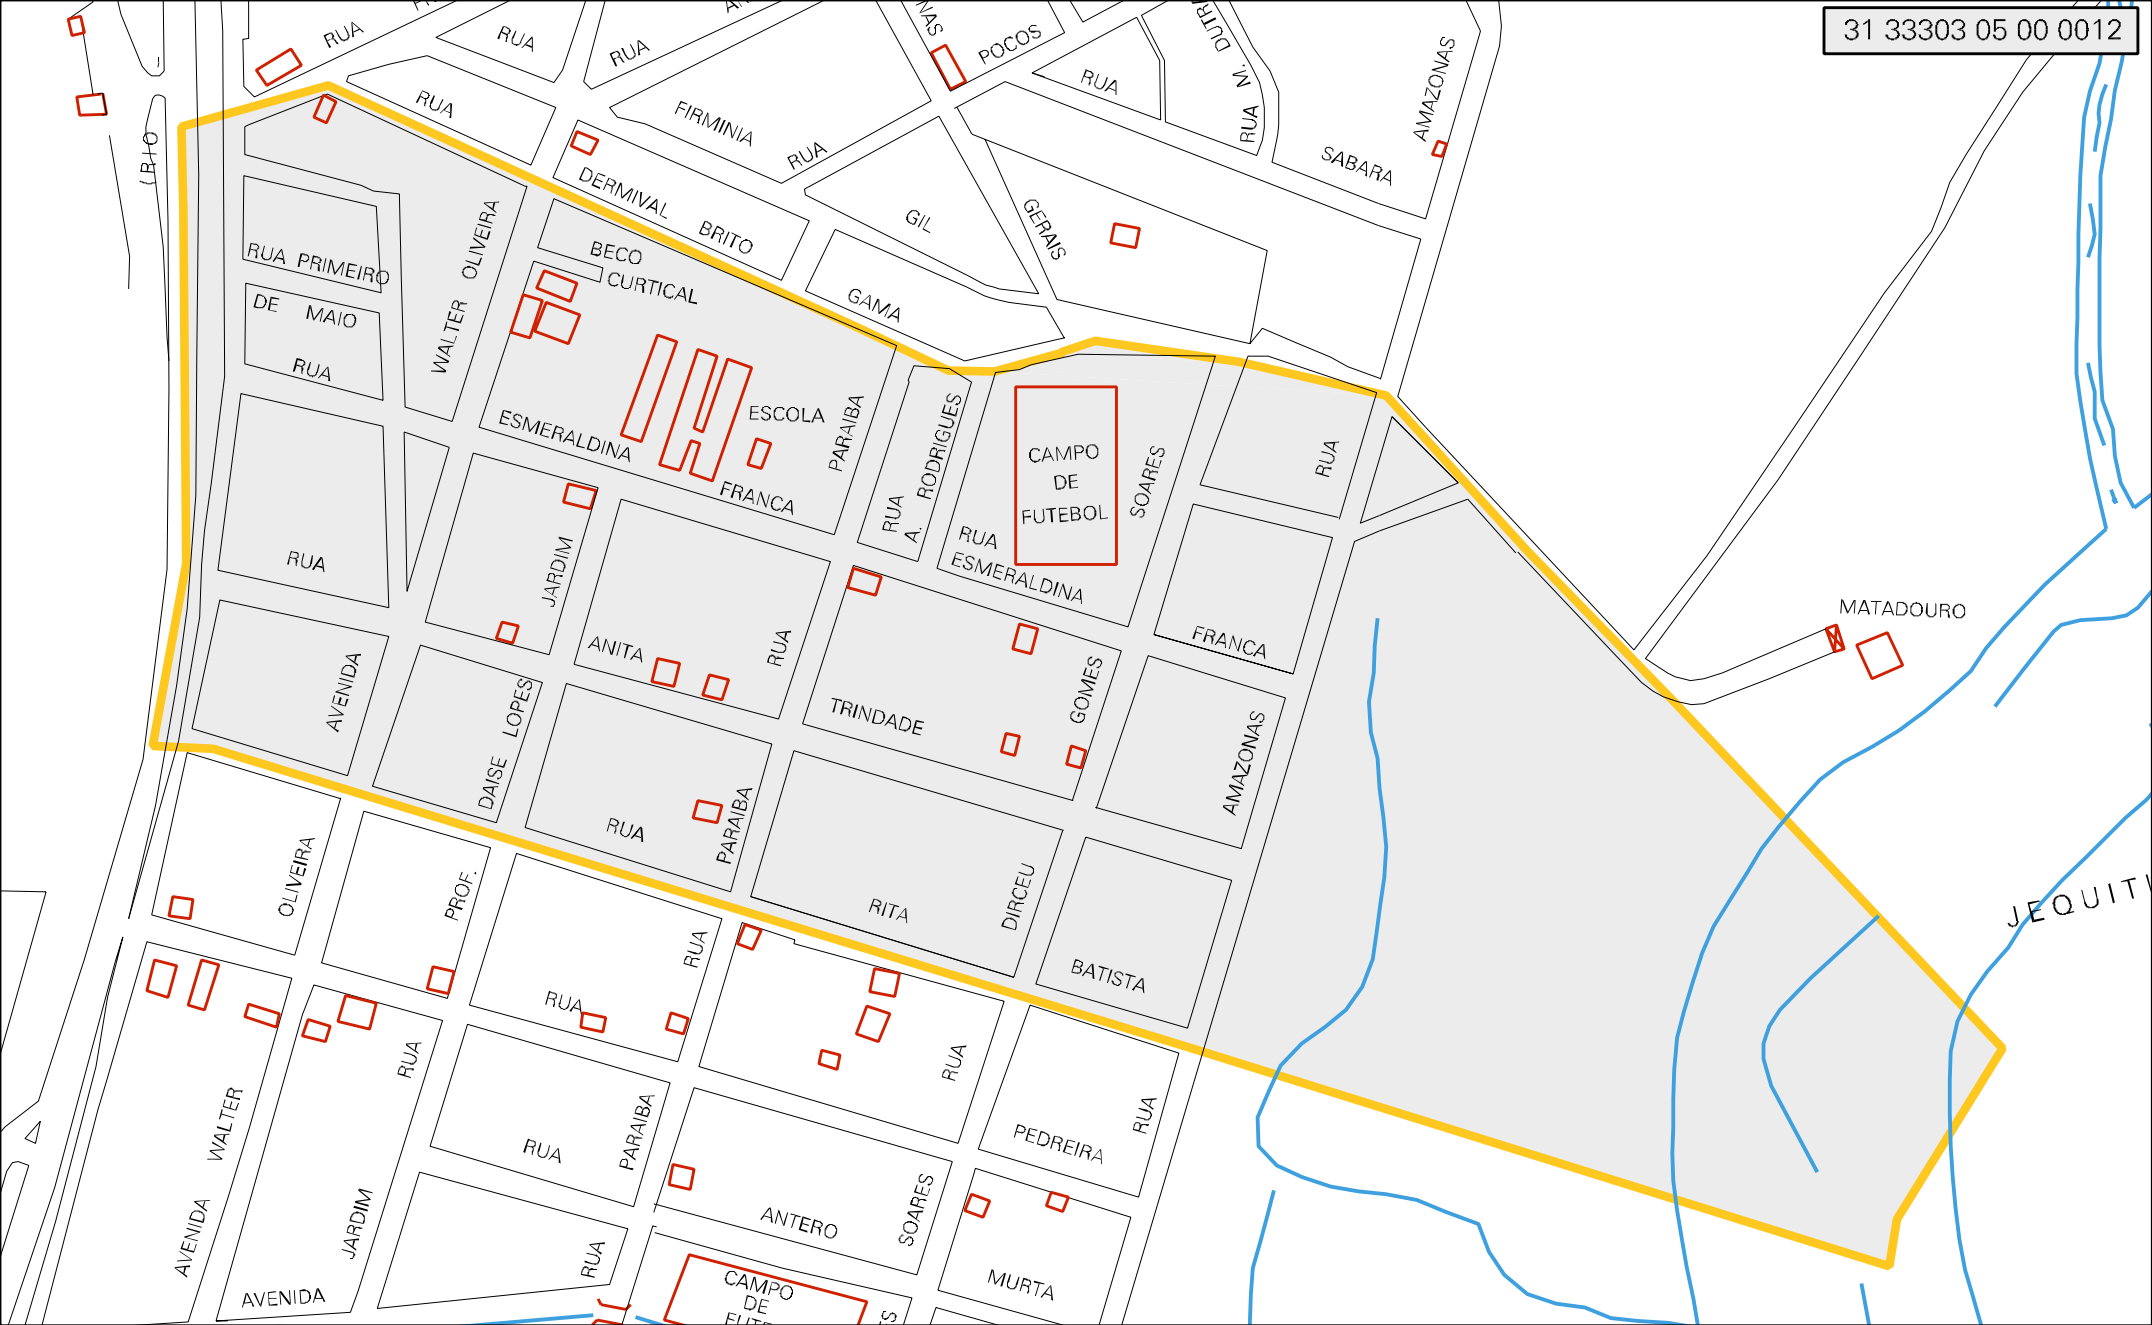 31 33303 05 00 0012
RUA
RUA
RUA
POCOS
RUA
RUA M. DUTRA
AMAZONAS
RUA
FIRMINIA
RUA
SABARA
DERMIVAL
BRITO
GIL
GERAIS
GAMA
(RIO
RUA PRIMEIRO
DE MAIO
RUA
WALTER OLIVEIRA
BECO
CURTICAL
ESCOLA
PARAIBA
ESMERALDINA
FRANCA
RUA
A. RODRIGUES
CAMPO
DE
FUTEBOL
SOARES
RUA
RUA
ESMERALDINA
FRANCA
RUA
JARDIM
ANITA
RUA
TRINDADE
GOMES
AMAZONAS
MATADOURO
AVENIDA
DAISE LOPES
RUA
PARAIBA
RITA
DIRCEU
BATISTA
JEQUITI
OLIVEIRA
PROF.
RUA
RUA
RUA
RUA
RUA
PEDREIRA
WALTER
AVENIDA
JARDIM
RUA
PARAIBA
ANTERO
SOARES
MURTA
RUA
AVENIDA
CAMPO
DE